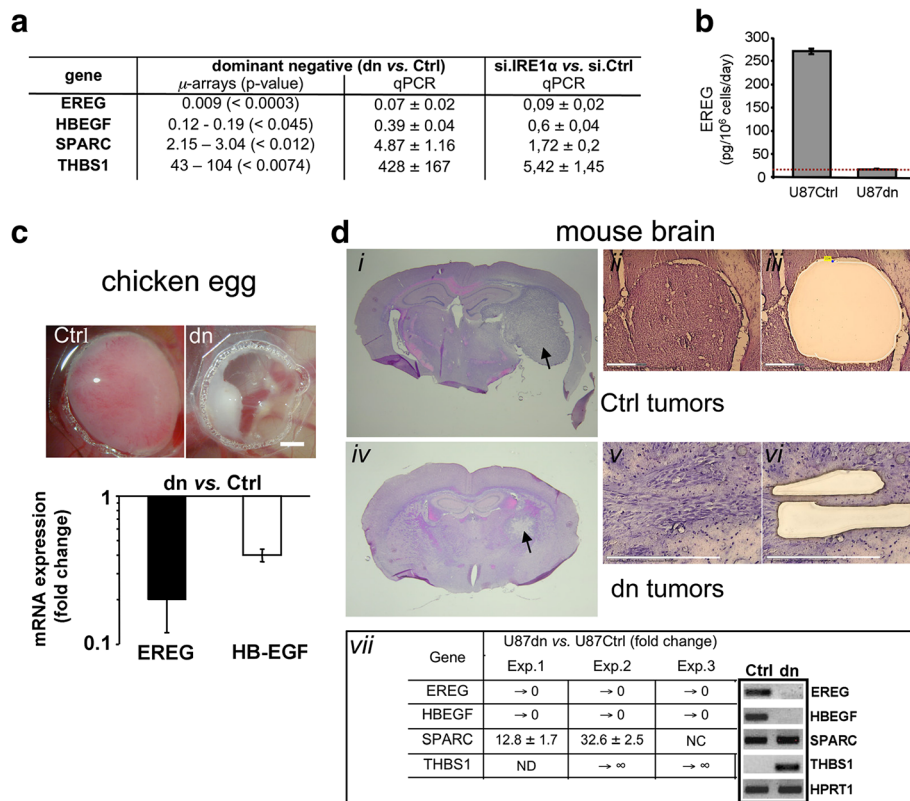 a
gene
dominant negative (dn vs. Ctrl)
si.IRE1α vs. si.Ctrl
µ-arrays (p-value)
qPCR
qPCR
EREG 0.009 (< 0.0003) 0.07 ± 0.02 0,09 ± 0,02
HBEGF 0.12 - 0.19 (< 0.045) 0.39 ± 0.04 0,6 ± 0,04
SPARC 2.15 – 3.04 (< 0.012) 4.87 ± 1.16 1,72 ± 0,2
THBS1 43 – 104 (< 0.0074) 428 ± 167 5,42 ± 1,45
b
EREG
(pg/10⁶ cells/day)
300
250
200
150
100
50
0
U87Ctrl U87dn
c
chicken egg
Ctrl dn
dn vs. Ctrl
mRNA expression
(fold change)
1
0.1
EREG HB-EGF
d
mouse brain
i
ii
iii
Ctrl tumors
iv
v
vi
dn tumors
vii
Gene
U87dn vs. U87Ctrl (fold change)
Exp.1 Exp.2 Exp.3
EREG → 0 → 0 → 0
HBEGF → 0 → 0 → 0
SPARC 12.8 ± 1.7 32.6 ± 2.5 NC
THBS1 ND → ∞ → ∞
Ctrl dn
EREG
HBEGF
SPARC
THBS1
HPRT1